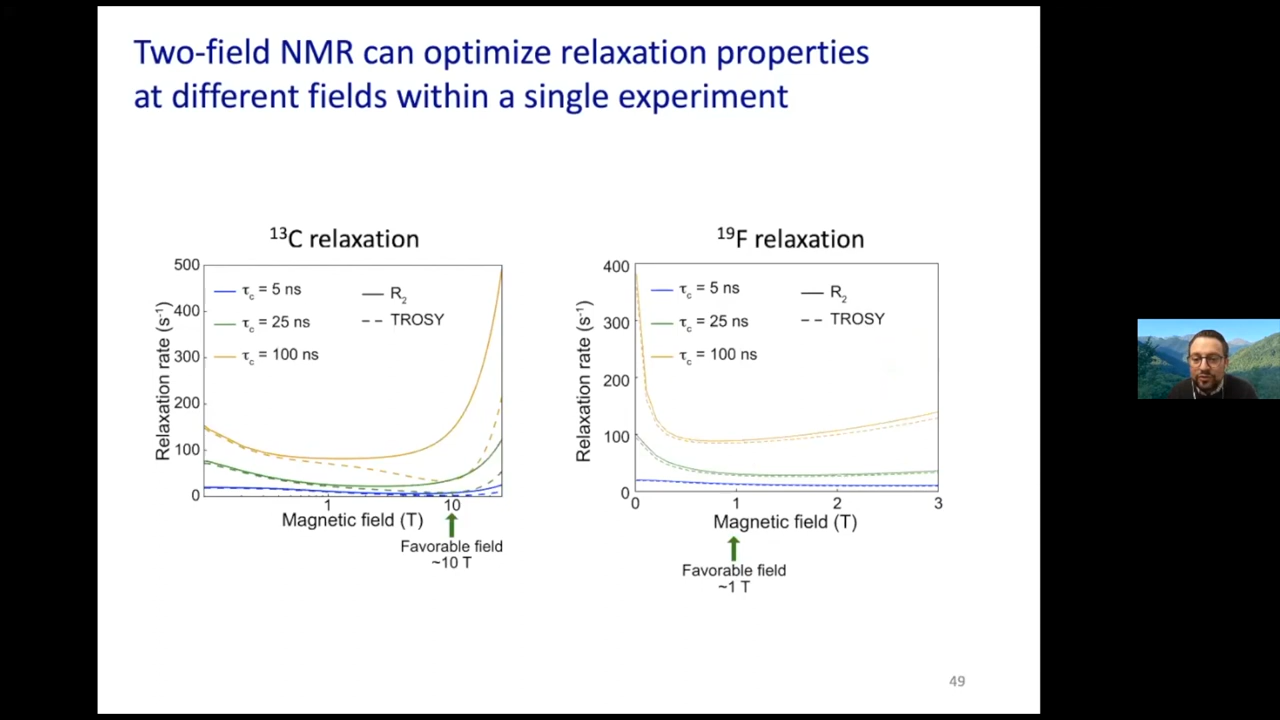 Two-field NMR can optimize relaxation properties
at different fields within a single experiment
¹³C relaxation
500
400
300
200
100
0
Relaxation rate (s⁻¹)
τc = 5 ns
τc = 25 ns
τc = 100 ns
R₂
TROSY
1
10
Magnetic field (T)
Favorable field
~10 T
¹⁹F relaxation
400
300
200
100
0
Relaxation rate (s⁻¹)
τc = 5 ns
τc = 25 ns
τc = 100 ns
R₂
TROSY
0
1
2
3
Magnetic field (T)
Favorable field
~1 T
49